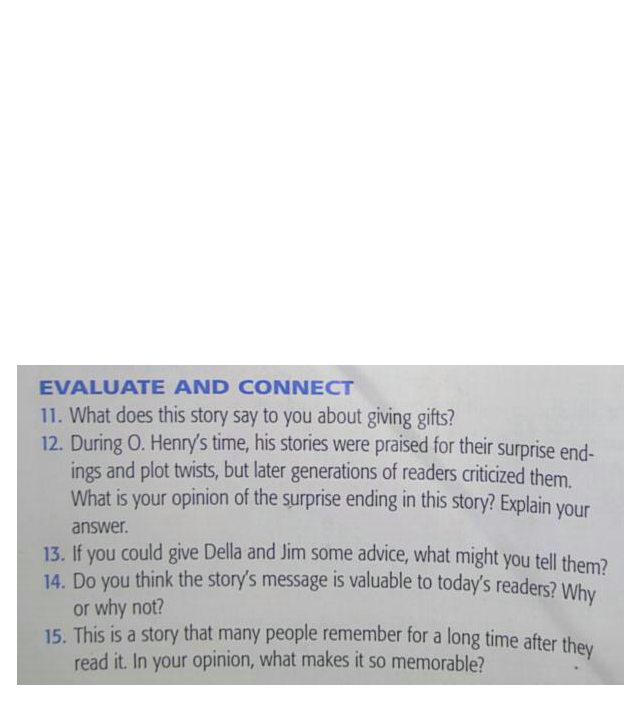 EVALUATE AND CONNECT
11. What does this story say to you about giving gifts?
12. During O. Henry's time, his stories were praised for their surprise end-
ings and plot twists, but later generations of readers criticized them.
What is your opinion of the surprise ending in this story? Explain your
answer.
13. If you could give Della and Jim some advice, what might you tell them?
14. Do you think the story's message is valuable to today's readers? Why
or why not?
15. This is a story that many people remember for a long time after they
read it. In your opinion, what makes it so memorable?